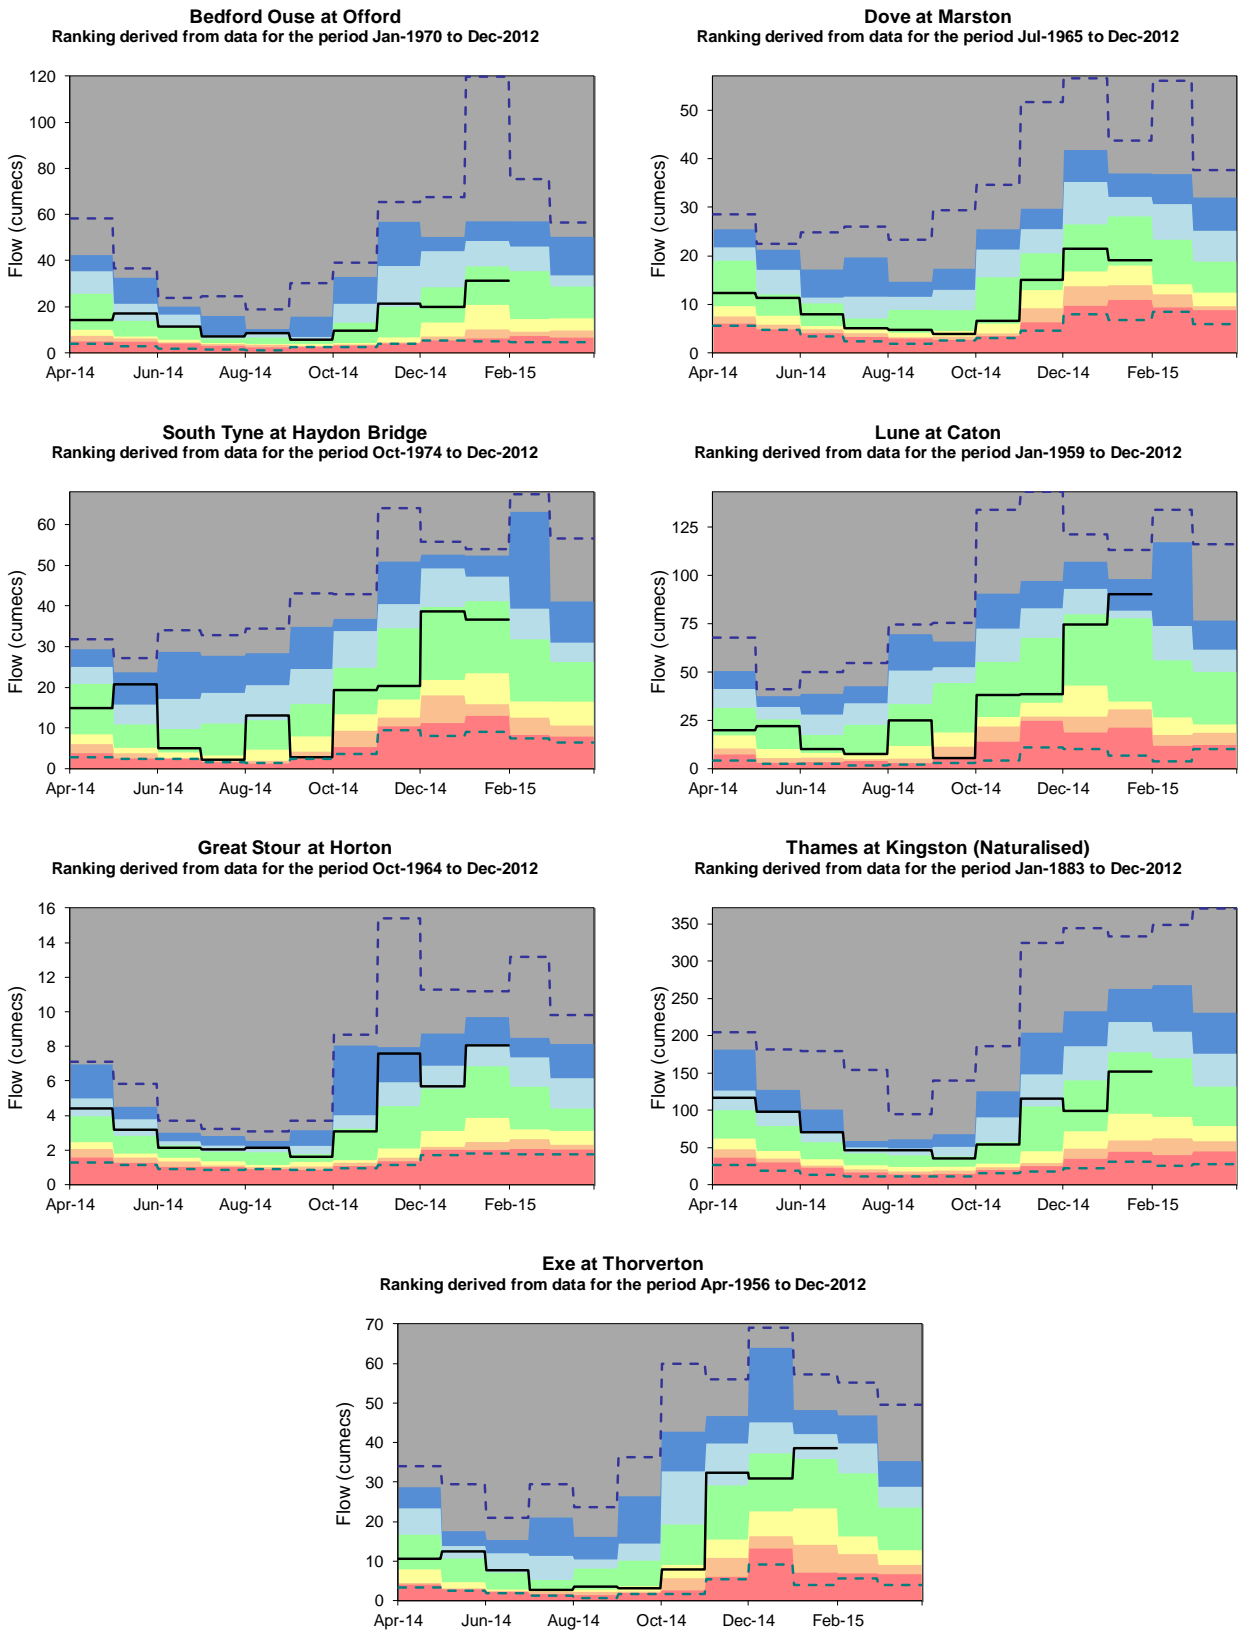 Bedford Ouse at Offord
Ranking derived from data for the period Jan-1970 to Dec-2012
Flow (cumecs)
120
100
80
60
40
20
0
Apr-14 Jun-14 Aug-14 Oct-14 Dec-14 Feb-15
Dove at Marston
Ranking derived from data for the period Jul-1965 to Dec-2012
Flow (cumecs)
50
40
30
20
10
0
Apr-14 Jun-14 Aug-14 Oct-14 Dec-14 Feb-15
South Tyne at Haydon Bridge
Ranking derived from data for the period Oct-1974 to Dec-2012
Flow (cumecs)
60
50
40
30
20
10
0
Apr-14 Jun-14 Aug-14 Oct-14 Dec-14 Feb-15
Lune at Caton
Ranking derived from data for the period Jan-1959 to Dec-2012
Flow (cumecs)
125
100
75
50
25
0
Apr-14 Jun-14 Aug-14 Oct-14 Dec-14 Feb-15
Great Stour at Horton
Ranking derived from data for the period Oct-1964 to Dec-2012
Flow (cumecs)
16
14
12
10
8
6
4
2
0
Apr-14 Jun-14 Aug-14 Oct-14 Dec-14 Feb-15
Thames at Kingston (Naturalised)
Ranking derived from data for the period Jan-1883 to Dec-2012
Flow (cumecs)
350
300
250
200
150
100
50
0
Apr-14 Jun-14 Aug-14 Oct-14 Dec-14 Feb-15
Exe at Thorverton
Ranking derived from data for the period Apr-1956 to Dec-2012
Flow (cumecs)
70
60
50
40
30
20
10
0
Apr-14 Jun-14 Aug-14 Oct-14 Dec-14 Feb-15